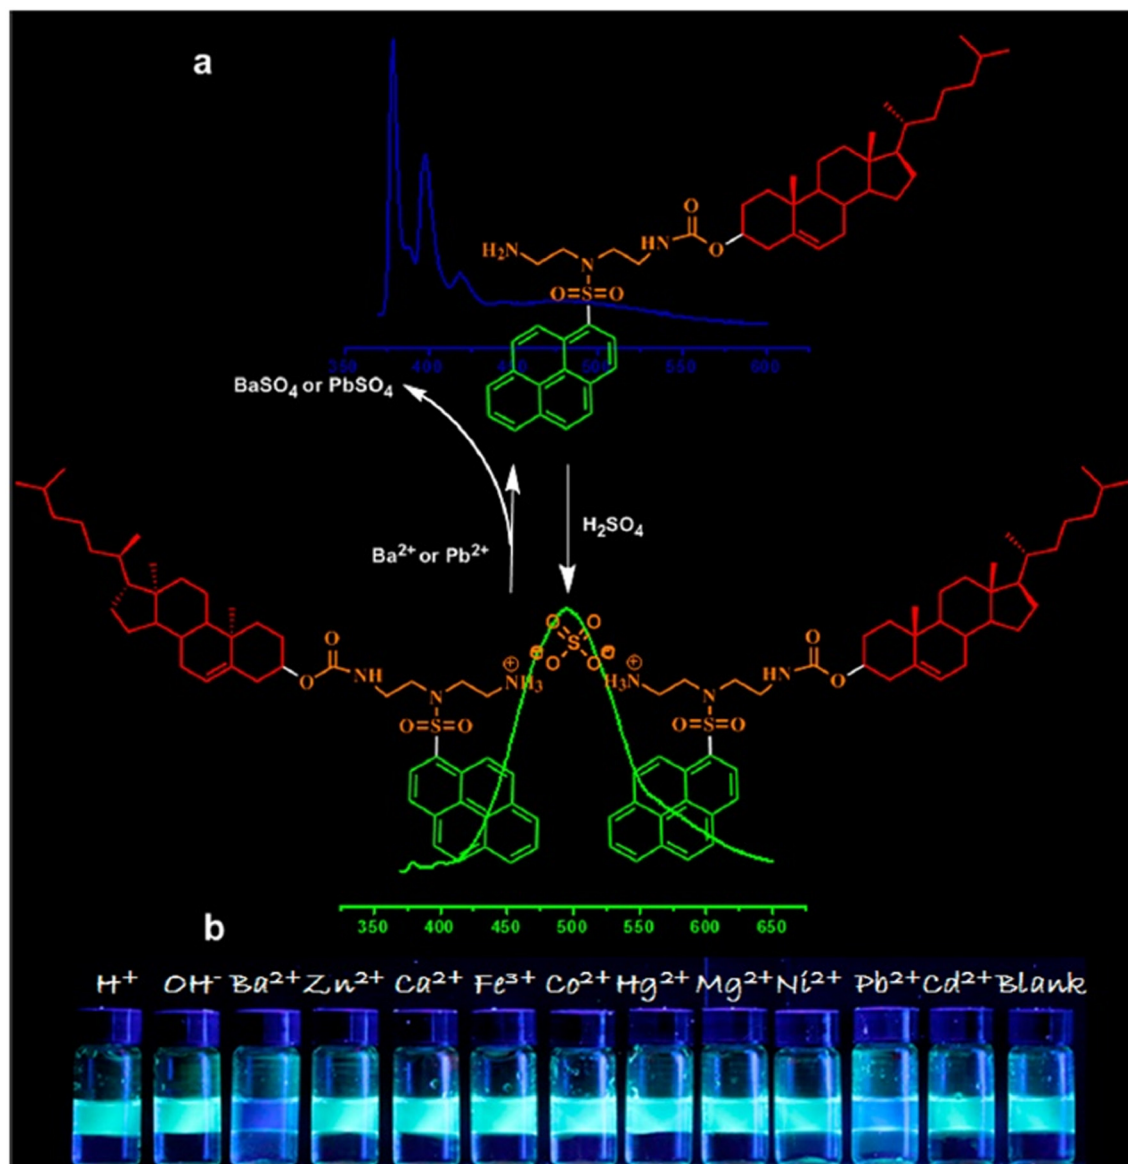 a
O
H₂N
HN
N
O
O=S=O
350 400 450 500 550 600
BaSO₄ or PbSO₄
H₂SO₄
Ba²⁺ or Pb²⁺
O O
S
O O
O
NH
O
N
NH₃
+
O=S=O
+
H₃N
N
HN
O
O
O=S=O
350 400 450 500 550 600 650
b
H⁺ OH⁻ Ba²⁺ Zn²⁺ Ca²⁺ Fe³⁺ Co²⁺ Hg²⁺ Mg²⁺ Ni²⁺ Pb²⁺ Cd²⁺ Blank